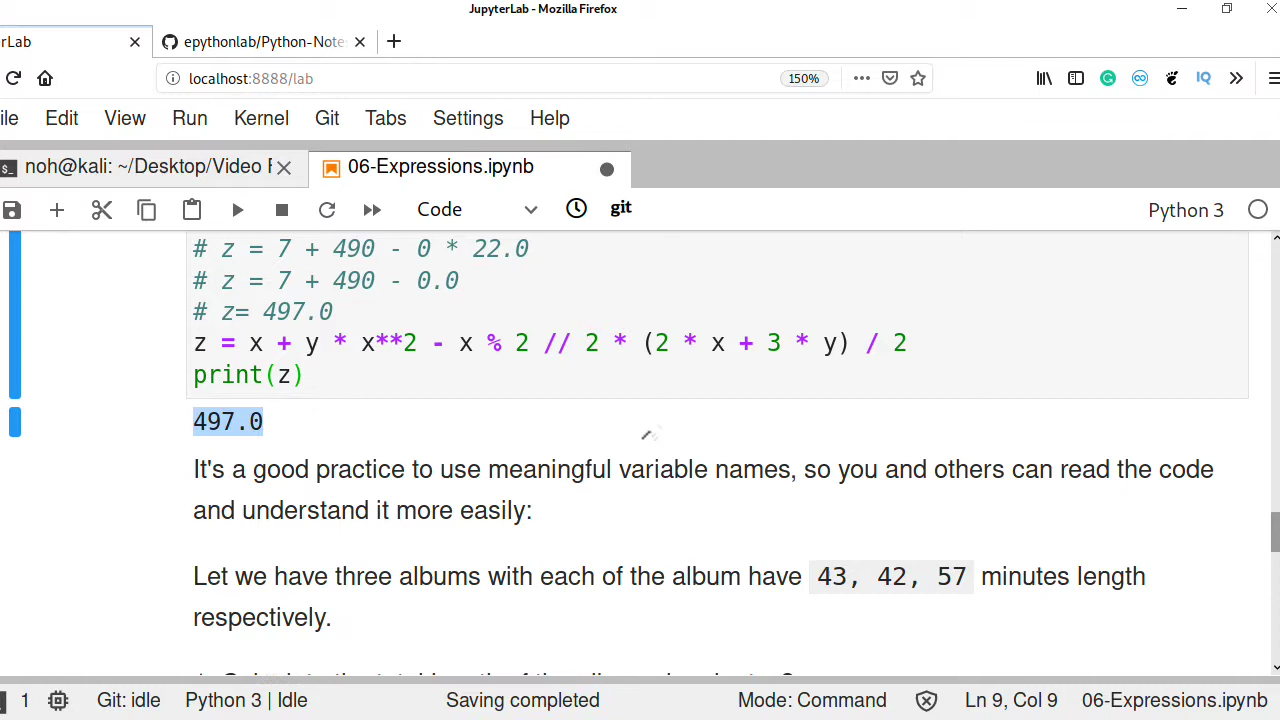 JupyterLab - Mozilla Firefox
rLab
epythonlab/Python-Note
localhost:8888/lab
150%
IQ
ile Edit View Run Kernel Git Tabs Settings Help
noh@kali: ~/Desktop/Video F
06-Expressions.ipynb
Code
git
Python 3
# z = 7 + 490 - 0 * 22.0
# z = 7 + 490 - 0.0
# z= 497.0
z = x + y * x**2 - x % 2 // 2 * (2 * x + 3 * y) / 2
print(z)
497.0
It's a good practice to use meaningful variable names, so you and others can read the code
and understand it more easily:
Let we have three albums with each of the album have 43, 42, 57 minutes length
respectively.
1 Git: idle Python 3 | Idle Saving completed Mode: Command Ln 9, Col 9 06-Expressions.ipynb